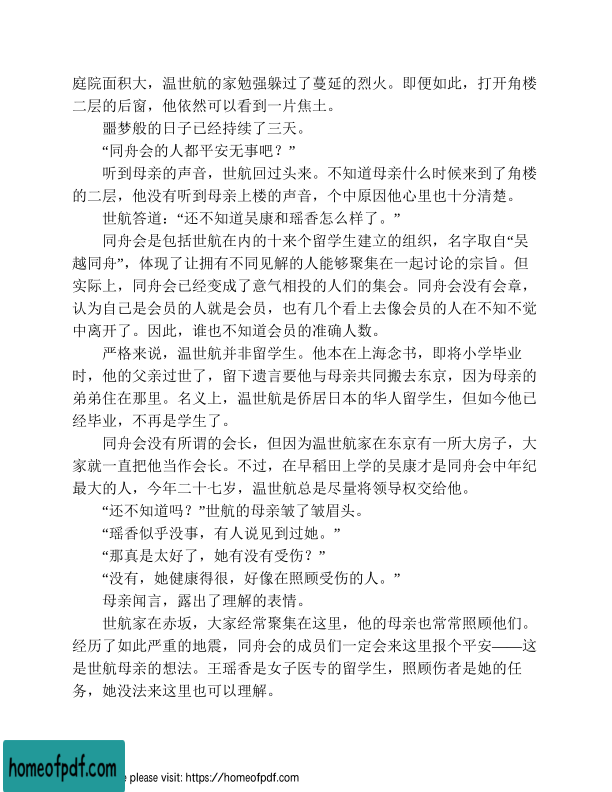 庭院面积大，温世航的家勉强躲过了蔓延的烈火。即便如此，打开角楼
二层的后窗，他依然可以看到一片焦土。
噩梦般的日子已经持续了三天。
“同舟会的人都平安无事吧？”
听到母亲的声音，世航回过头来。不知道母亲什么时候来到了角楼
的二层，他没有听到母亲上楼的声音，个中原因他心里也十分清楚。
世航答道：“还不知道吴康和瑶香怎么样了。”
同舟会是包括世航在内的十来个留学生建立的组织，名字取自“吴
越同舟”，体现了让拥有不同见解的人能够聚集在一起讨论的宗旨。但
实际上，同舟会已经变成了意气相投的人们的集会。同舟会没有会章，
认为自己是会员的人就是会员，也有几个看上去像会员的人在不知不觉
中离开了。因此，谁也不知道会员的准确人数。
严格来说，温世航并非留学生。他本在上海念书，即将小学毕业
时，他的父亲过世了，留下遗言要他与母亲共同搬去东京，因为母亲的
弟弟住在那里。名义上，温世航是侨居日本的华人留学生，但如今他已
经毕业，不再是学生了。
同舟会没有所谓的会长，但因为温世航家在东京有一所大房子，大
家就一直把他当作会长。不过，在早稻田上学的吴康才是同舟会中年纪
最大的人，今年二十七岁，温世航总是尽量将领导权交给他。
“还不知道吗？”世航的母亲皱了皱眉头。
“瑶香似乎没事，有人说见到过她。”
“那真是太好了，她有没有受伤？”
“没有，她健康得很，好像在照顾受伤的人。”
母亲闻言，露出了理解的表情。
世航家在赤坂，大家经常聚集在这里，他的母亲也常常照顾他们。
经历了如此严重的地震，同舟会的成员们一定会来这里报个平安——这
是世航母亲的想法。王瑶香是女子医专的留学生，照顾伤者是她的任
务，她没法来这里也可以理解。
homeofpdf.com
e please visit: https://homeofpdf.com